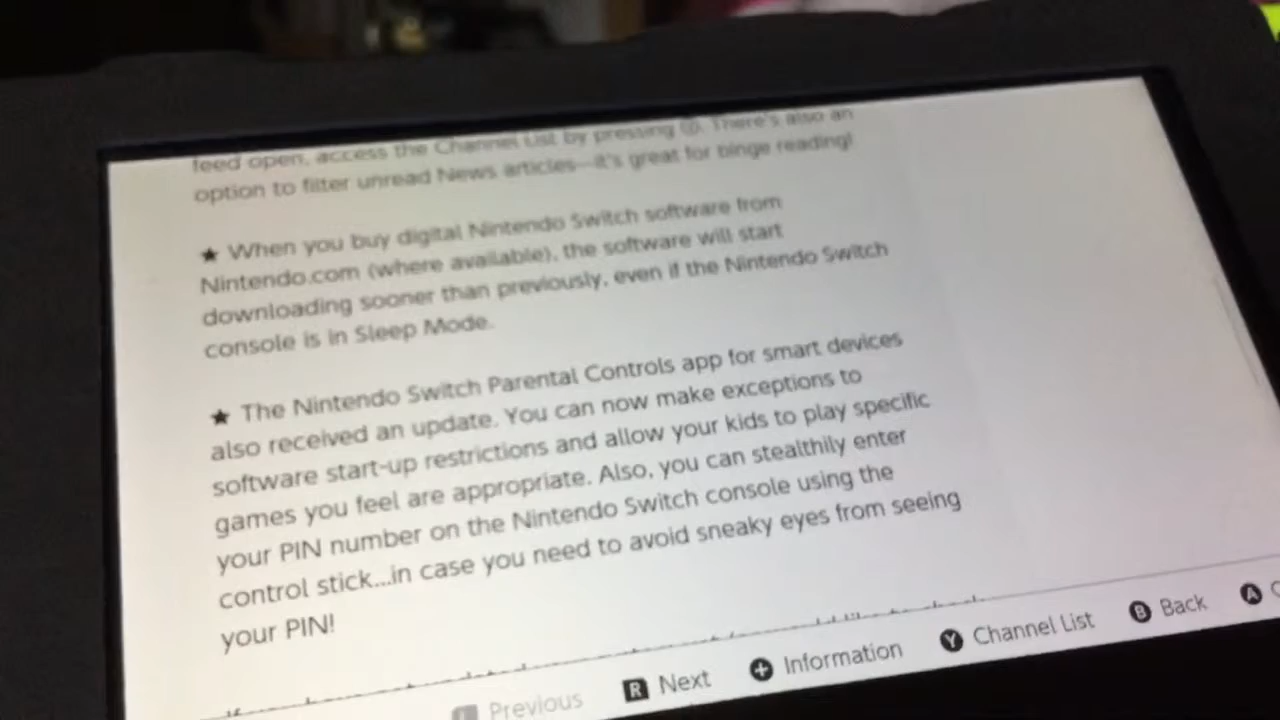 feed open, access the Channel List by pressing Ⓨ. There's also an
option to filter unread News articles—it's great for binge reading!
★ When you buy digital Nintendo Switch software from
Nintendo.com (where available), the software will start
downloading sooner than previously, even if the Nintendo Switch
console is in Sleep Mode.
★ The Nintendo Switch Parental Controls app for smart devices
also received an update. You can now make exceptions to
software start-up restrictions and allow your kids to play specific
games you feel are appropriate. Also, you can stealthily enter
your PIN number on the Nintendo Switch console using the
control stick...in case you need to avoid sneaky eyes from seeing
your PIN!
L Previous R Next + Information Y Channel List B Back A